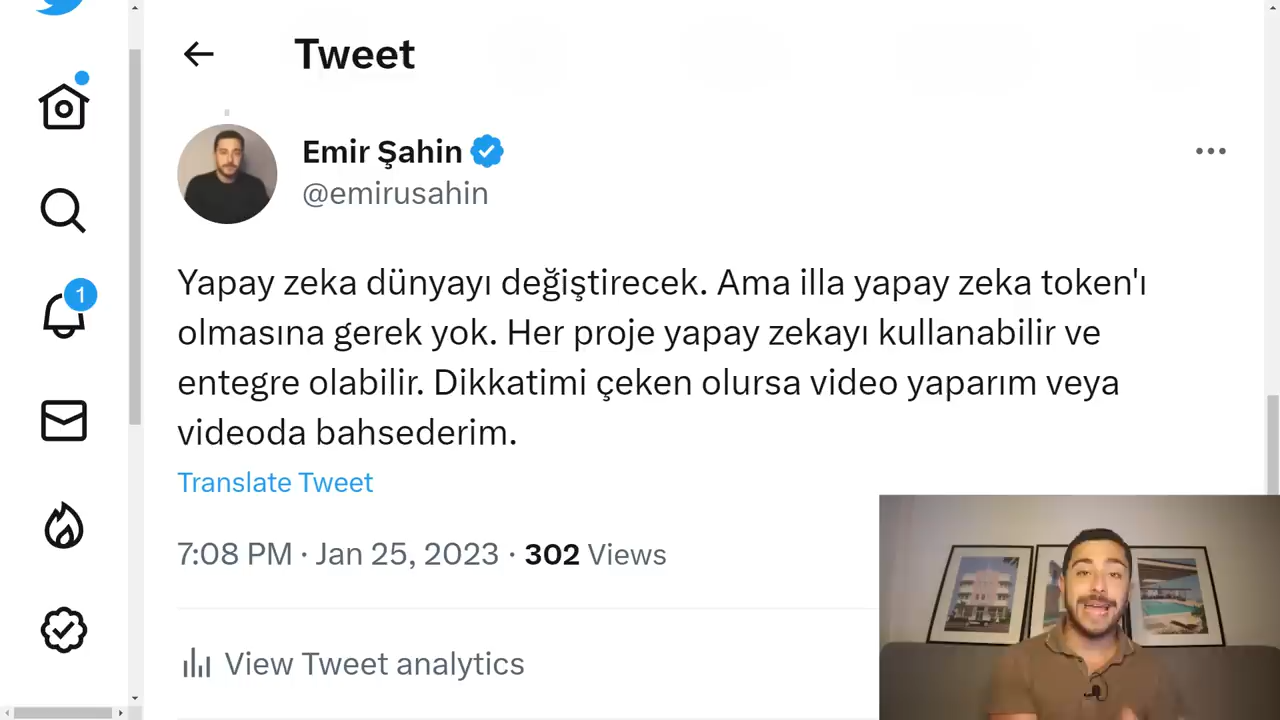 Tweet
Emir Şahin
@emirusahin
1
Yapay zeka dünyayı değiştirecek. Ama illa yapay zeka token'ı
olmasına gerek yok. Her proje yapay zekayı kullanabilir ve
entegre olabilir. Dikkatimi çeken olursa video yaparım veya
videoda bahsederim.
Translate Tweet
7:08 PM · Jan 25, 2023 · 302 Views
View Tweet analytics